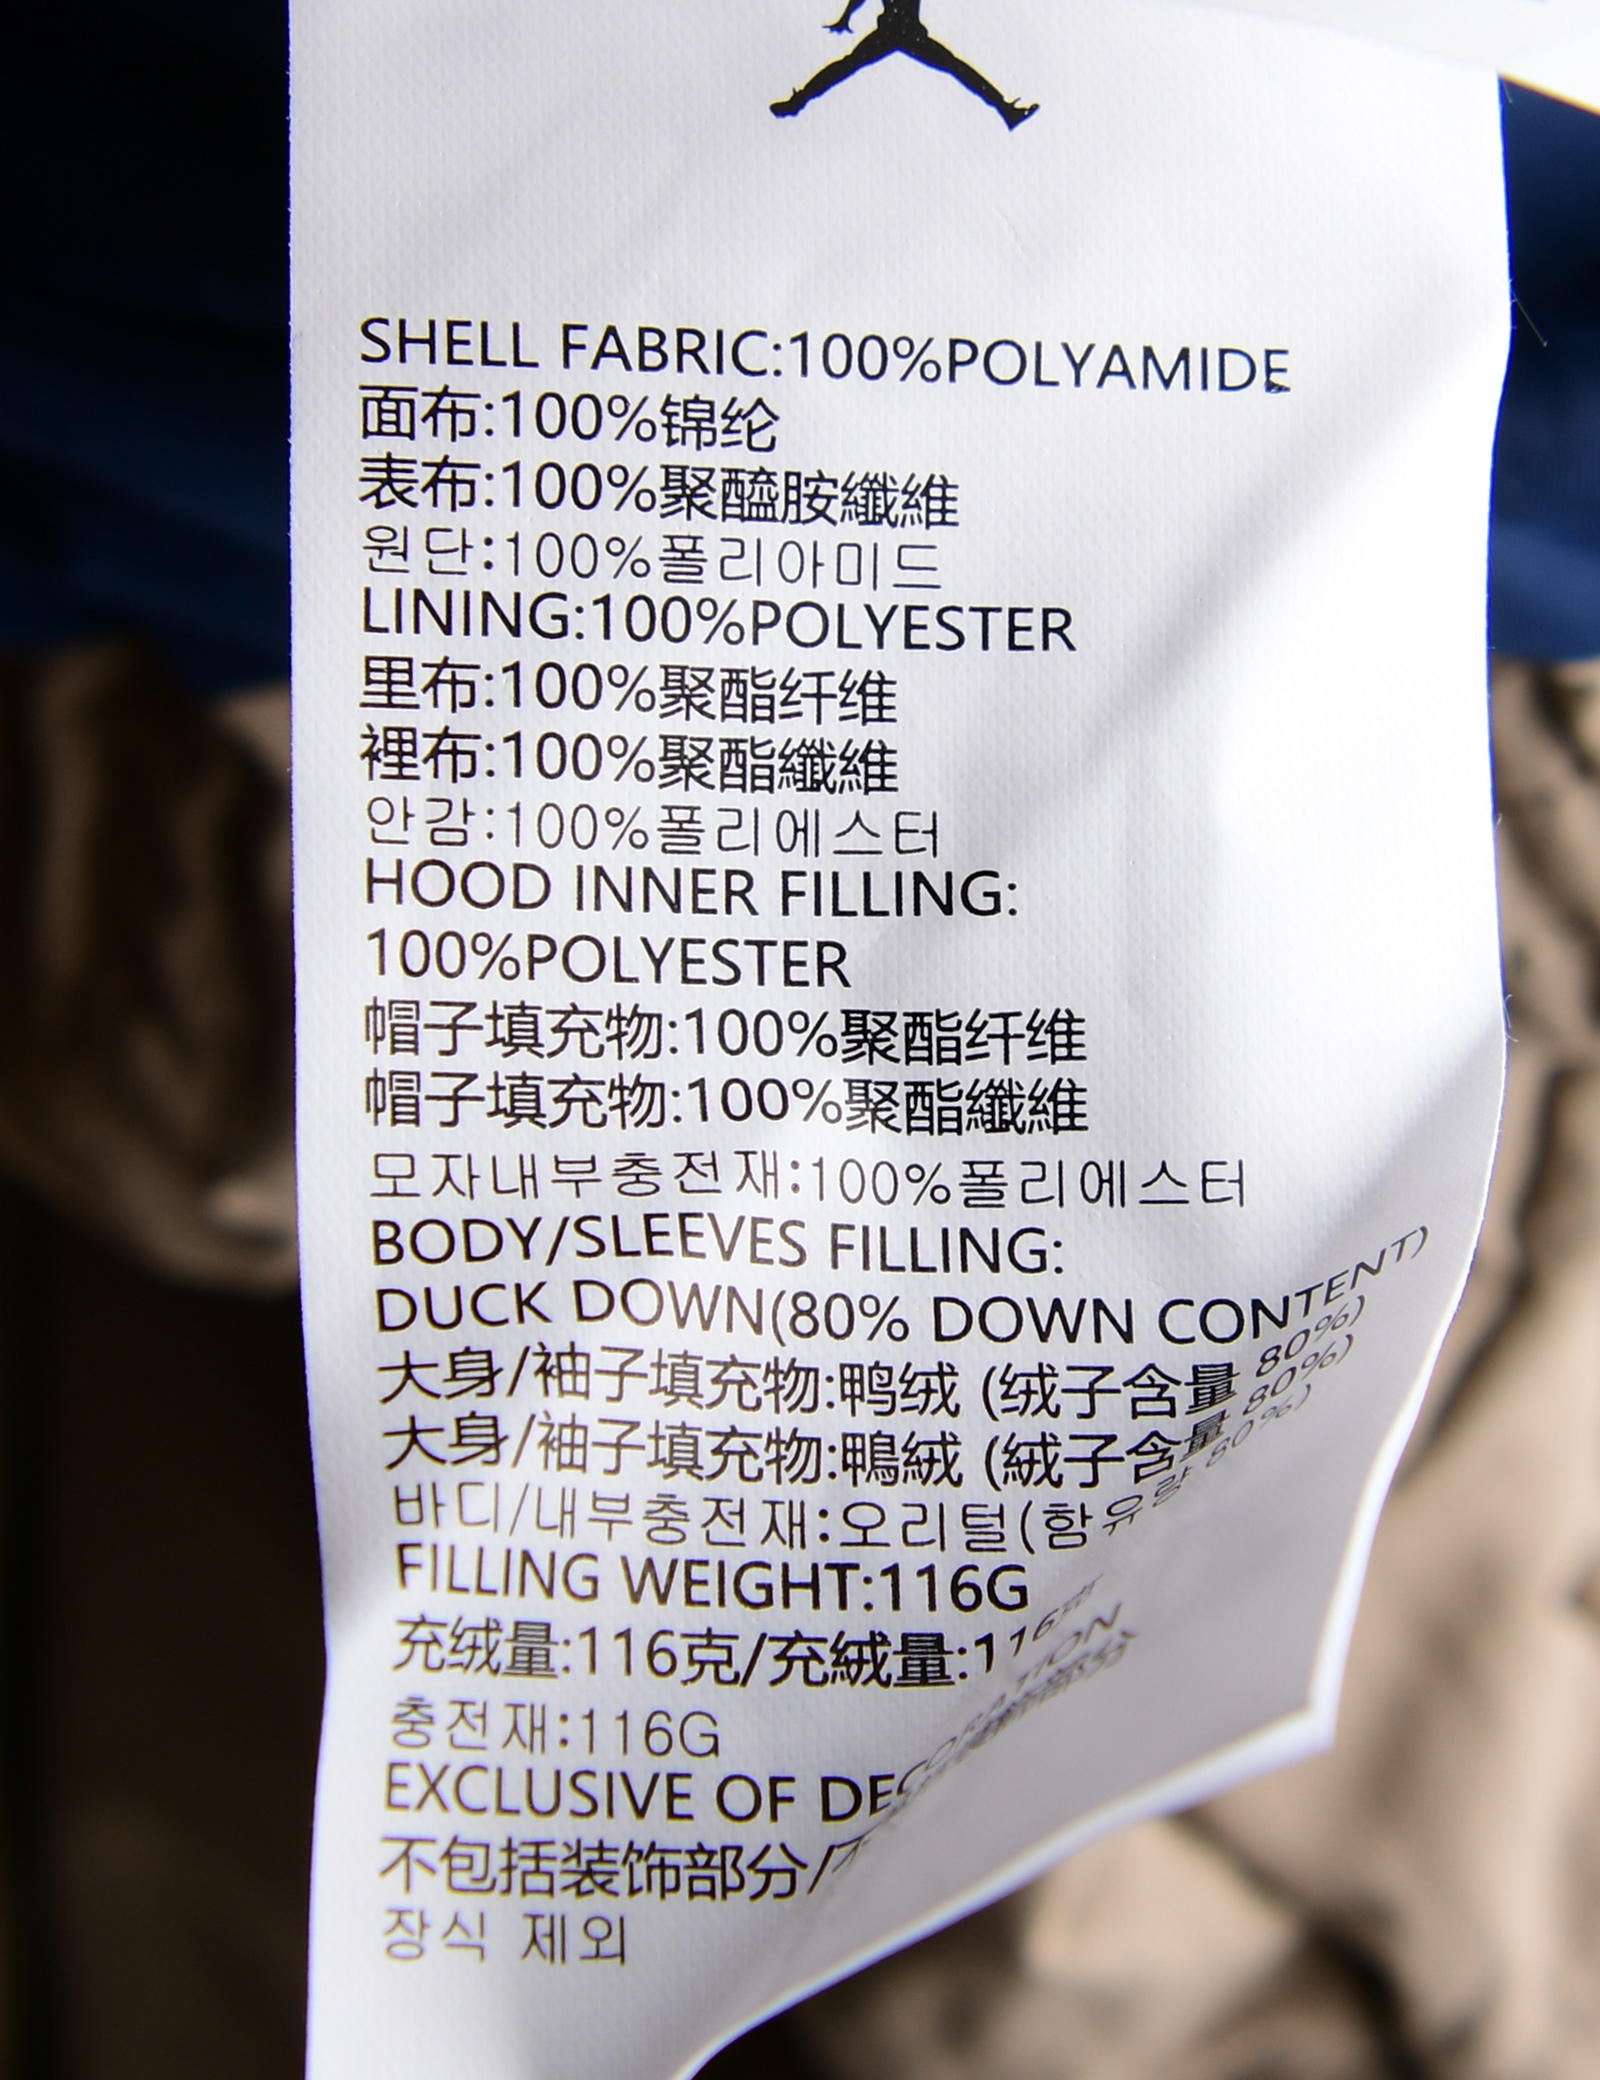 SHELL FABRIC:100%POLYAMIDE
面布:100%锦纶
表布:100%聚醯胺纖維
원단:100%폴리아미드
LINING:100%POLYESTER
里布:100%聚酯纤维
裡布:100%聚酯纖維
안감:100%폴리에스터
HOOD INNER FILLING:
100%POLYESTER
帽子填充物:100%聚酯纤维
帽子填充物:100%聚酯纖維
모자내부충전재:100%폴리에스터
BODY/SLEEVES FILLING:
DUCK DOWN(80% DOWN CONTENT)
大身/袖子填充物:鸭绒 (绒子含量 80%)
大身/袖子填充物:鴨絨 (絨子含量 80%)
바디/내부충전재:오리털(함유량 80%)
FILLING WEIGHT:116G
充绒量:116克/充絨量:116克
충전재:116G
EXCLUSIVE OF DECORATION
不包括装饰部分/不
장식 제외